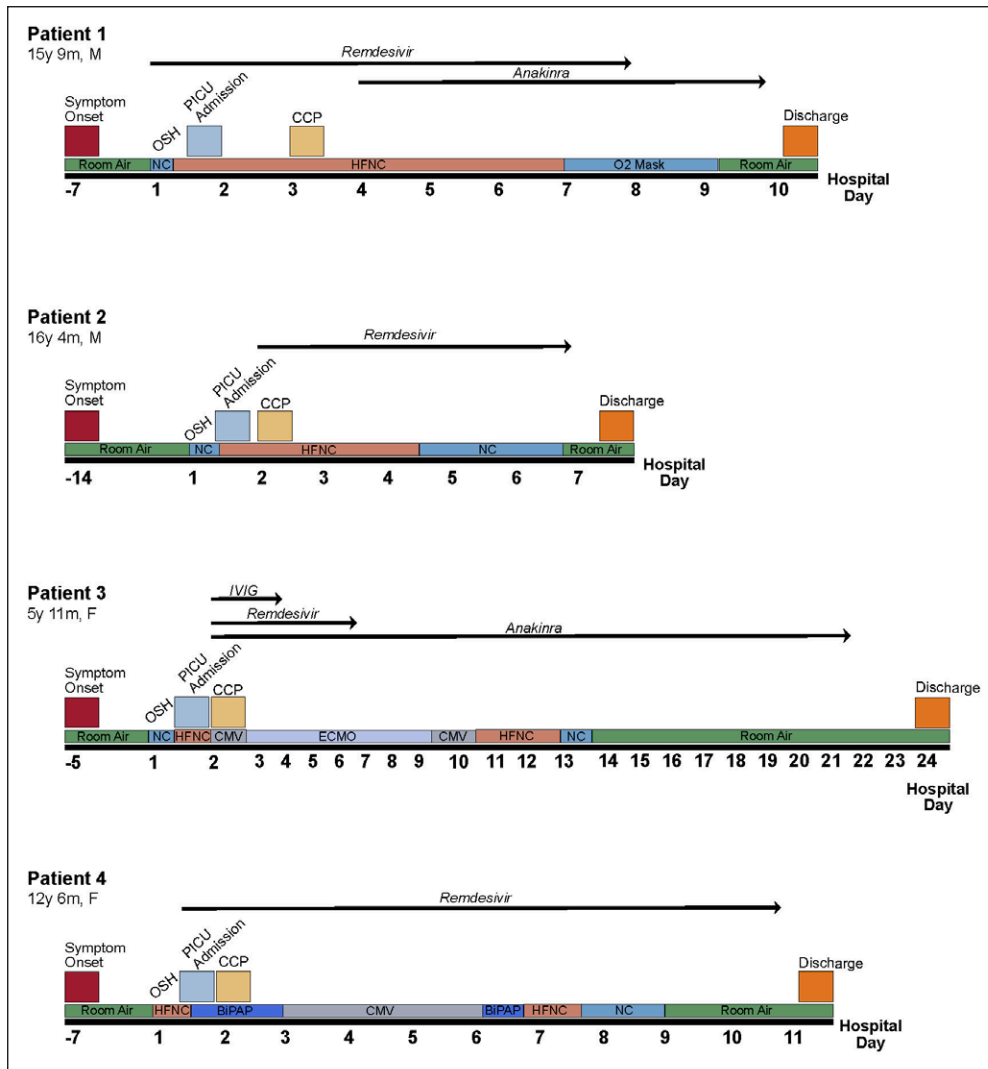 Patient 1
15y 9m, M
Remdesivir
Anakinra
Symptom
Onset
OSH
PICU
Admission
CCP
Discharge
Room Air NC HFNC O2 Mask Room Air
-7 1 2 3 4 5 6 7 8 9 10 Hospital
Day
Patient 2
16y 4m, M
Remdesivir
Symptom
Onset
OSH
PICU
Admission
CCP
Discharge
Room Air NC HFNC NC Room Air
-14 1 2 3 4 5 6 7 Hospital
Day
Patient 3
5y 11m, F
IVIG
Remdesivir
Anakinra
Symptom
Onset
OSH
PICU
Admission
CCP
Discharge
Room Air NC HFNC CMV ECMO CMV HFNC NC Room Air
-5 1 2 3 4 5 6 7 8 9 10 11 12 13 14 15 16 17 18 19 20 21 22 23 24
Hospital
Day
Patient 4
12y 6m, F
Remdesivir
Symptom
Onset
OSH
PICU
Admission
CCP
Discharge
Room Air HFNC BiPAP CMV BiPAP HFNC NC Room Air
-7 1 2 3 4 5 6 7 8 9 10 11 Hospital
Day